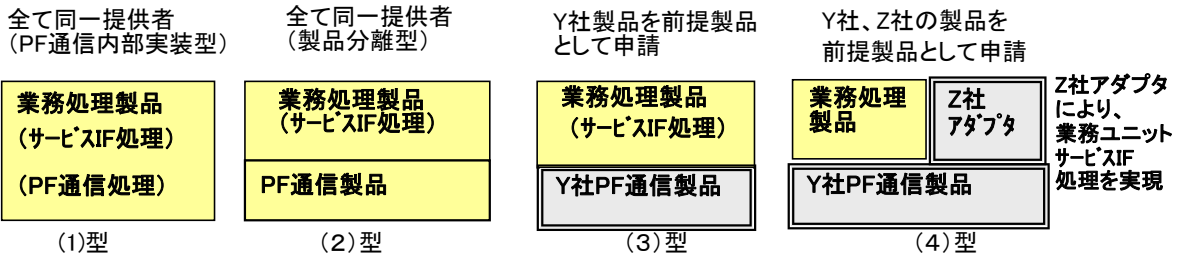 全て同一提供者
(PF通信内部実装型)
業務処理製品
(サービスIF処理)
(PF通信処理)
(1)型
全て同一提供者
(製品分離型)
業務処理製品
(サービスIF処理)
PF通信製品
(2)型
Y社製品を前提製品
として申請
業務処理製品
(サービスIF処理)
Y社PF通信製品
(3)型
Y社、Z社の製品を
前提製品として申請
業務処理
製品
Z社
アダプタ
Y社PF通信製品
Z社アダプタ
により、
業務ユニット
サービスIF
処理を実現
(4)型